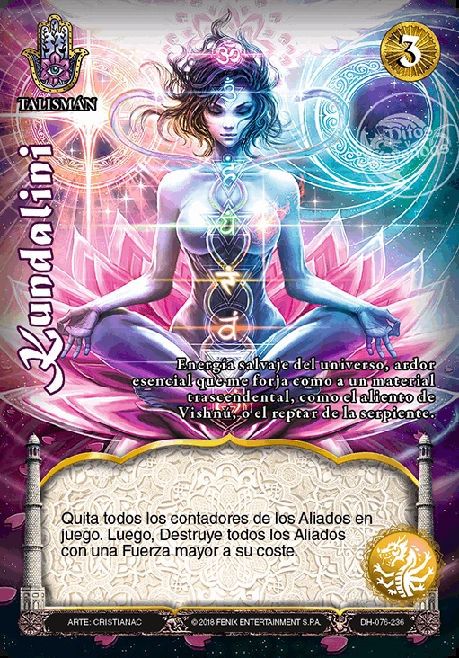 3
TALISMÁN
Kundalini
ॐ
Energía salvaje del universo, ardor
esencial que me forja como a un material
trascendental, como el aliento de
Vishnú, o el reptar de la serpiente.
Quita todos los contadores de los Aliados en
juego. Luego, Destruye todos los Aliados
con una Fuerza mayor a su coste.
ARTE: CRISTIANAC © 2018 FENIX ENTERTAINMENT S.P.A. DH-076-236